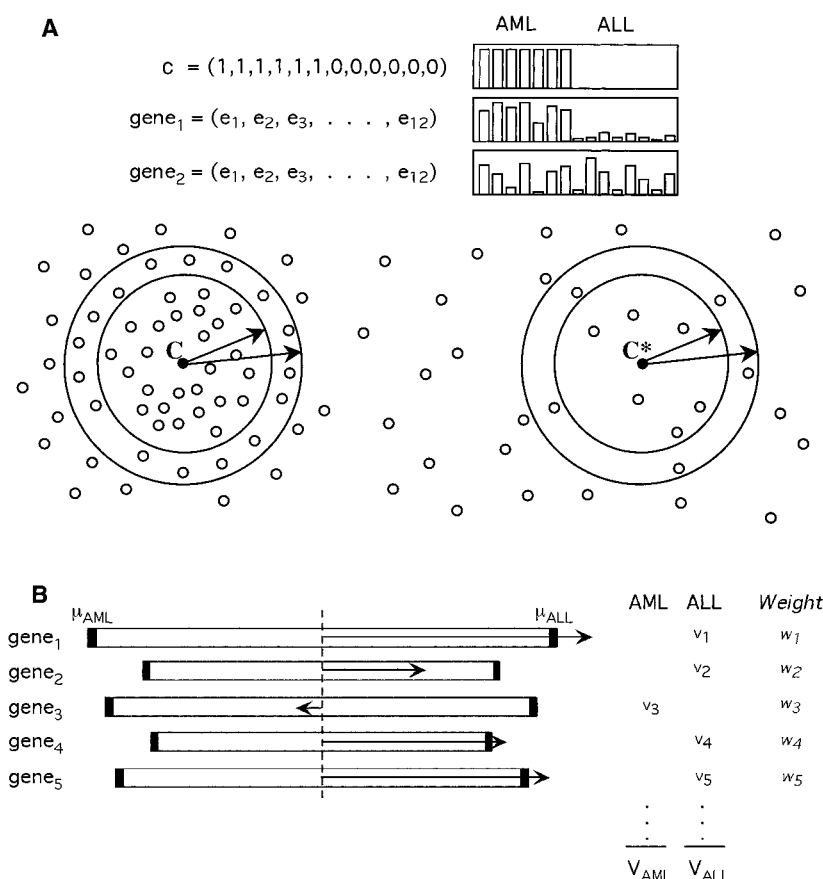 A
AML ALL
c = (1,1,1,1,1,1,0,0,0,0,0,0)
gene₁ = (e₁, e₂, e₃, . . . . , e₁₂)
gene₂ = (e₁, e₂, e₃, . . . . , e₁₂)
C C*
B
μAML μALL AML ALL Weight
gene₁ v₁ w₁
gene₂ v₂ w₂
gene₃ v₃ w₃
gene₄ v₄ w₄
gene₅ v₅ w₅
VAML VALL